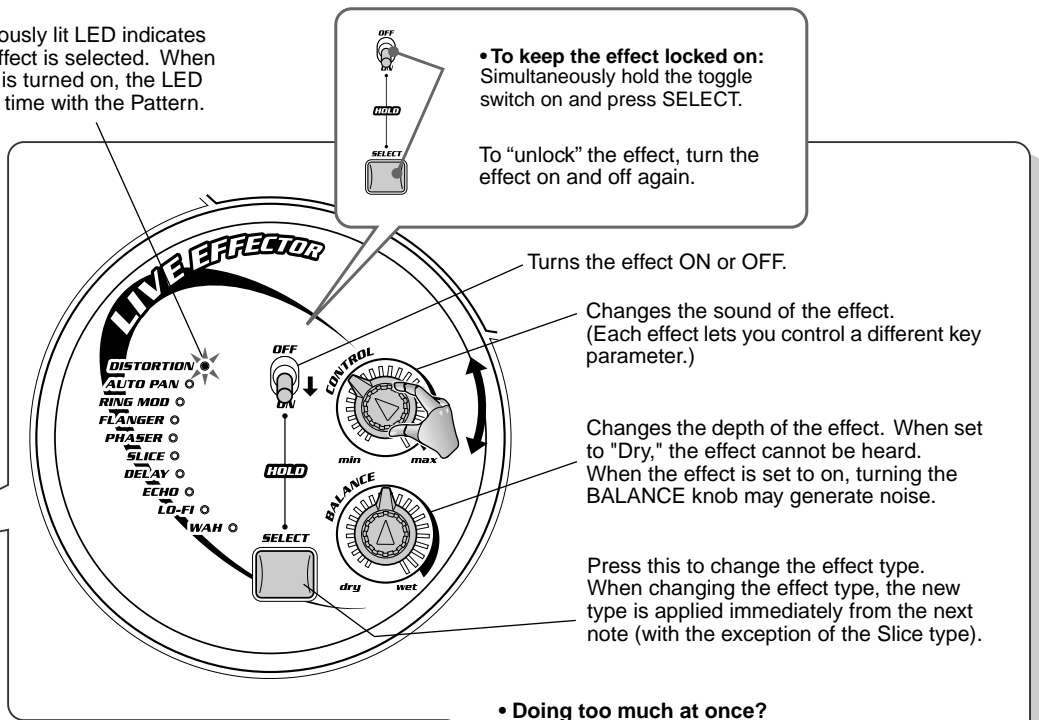 ously lit LED indicates
ffect is selected. When
is turned on, the LED
time with the Pattern.
OFF
ON
HOLD
SELECT
• To keep the effect locked on:
Simultaneously hold the toggle
switch on and press SELECT.
To “unlock” the effect, turn the
effect on and off again.
LIVE EFFECTOR
Turns the effect ON or OFF.
Changes the sound of the effect.
(Each effect lets you control a different key
parameter.)
OFF
ON
HOLD
SELECT
CONTROL
min
max
DISTORTION
AUTO PAN
RING MOD
FLANGER
PHASER
SLICE
DELAY
ECHO
LO-FI
WAH
BALANCE
dry
wet
Changes the depth of the effect. When set
to "Dry," the effect cannot be heard.
When the effect is set to on, turning the
BALANCE knob may generate noise.
Press this to change the effect type.
When changing the effect type, the new
type is applied immediately from the next
note (with the exception of the Slice type).
• Doing too much at once?